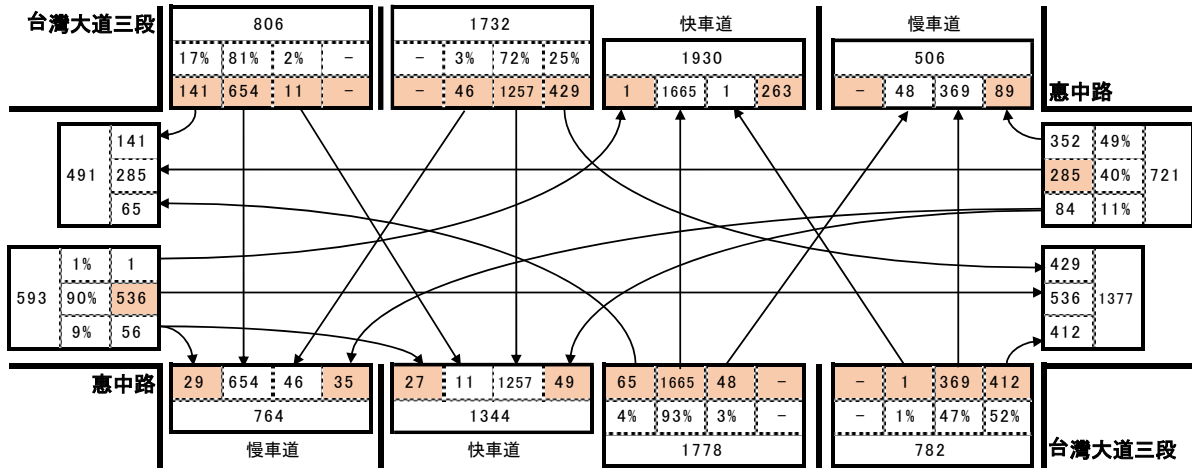 台灣大道三段
806
17% 81% 2% -
141 654 11 -
1732
- 3% 72% 25%
- 46 1257 429
快車道
1930
1 1665 1 263
慢車道
506
- 48 369 89
惠中路
491
141
285
65
352 49%
285 40%
84 11%
721
593
1% 1
90% 536
9% 56
429
536
412
1377
惠中路
29 654 46 35
764
慢車道
27 11 1257 49
1344
快車道
65 1665 48 -
4% 93% 3% -
1778
- 1 369 412
- 1% 47% 52%
782
台灣大道三段